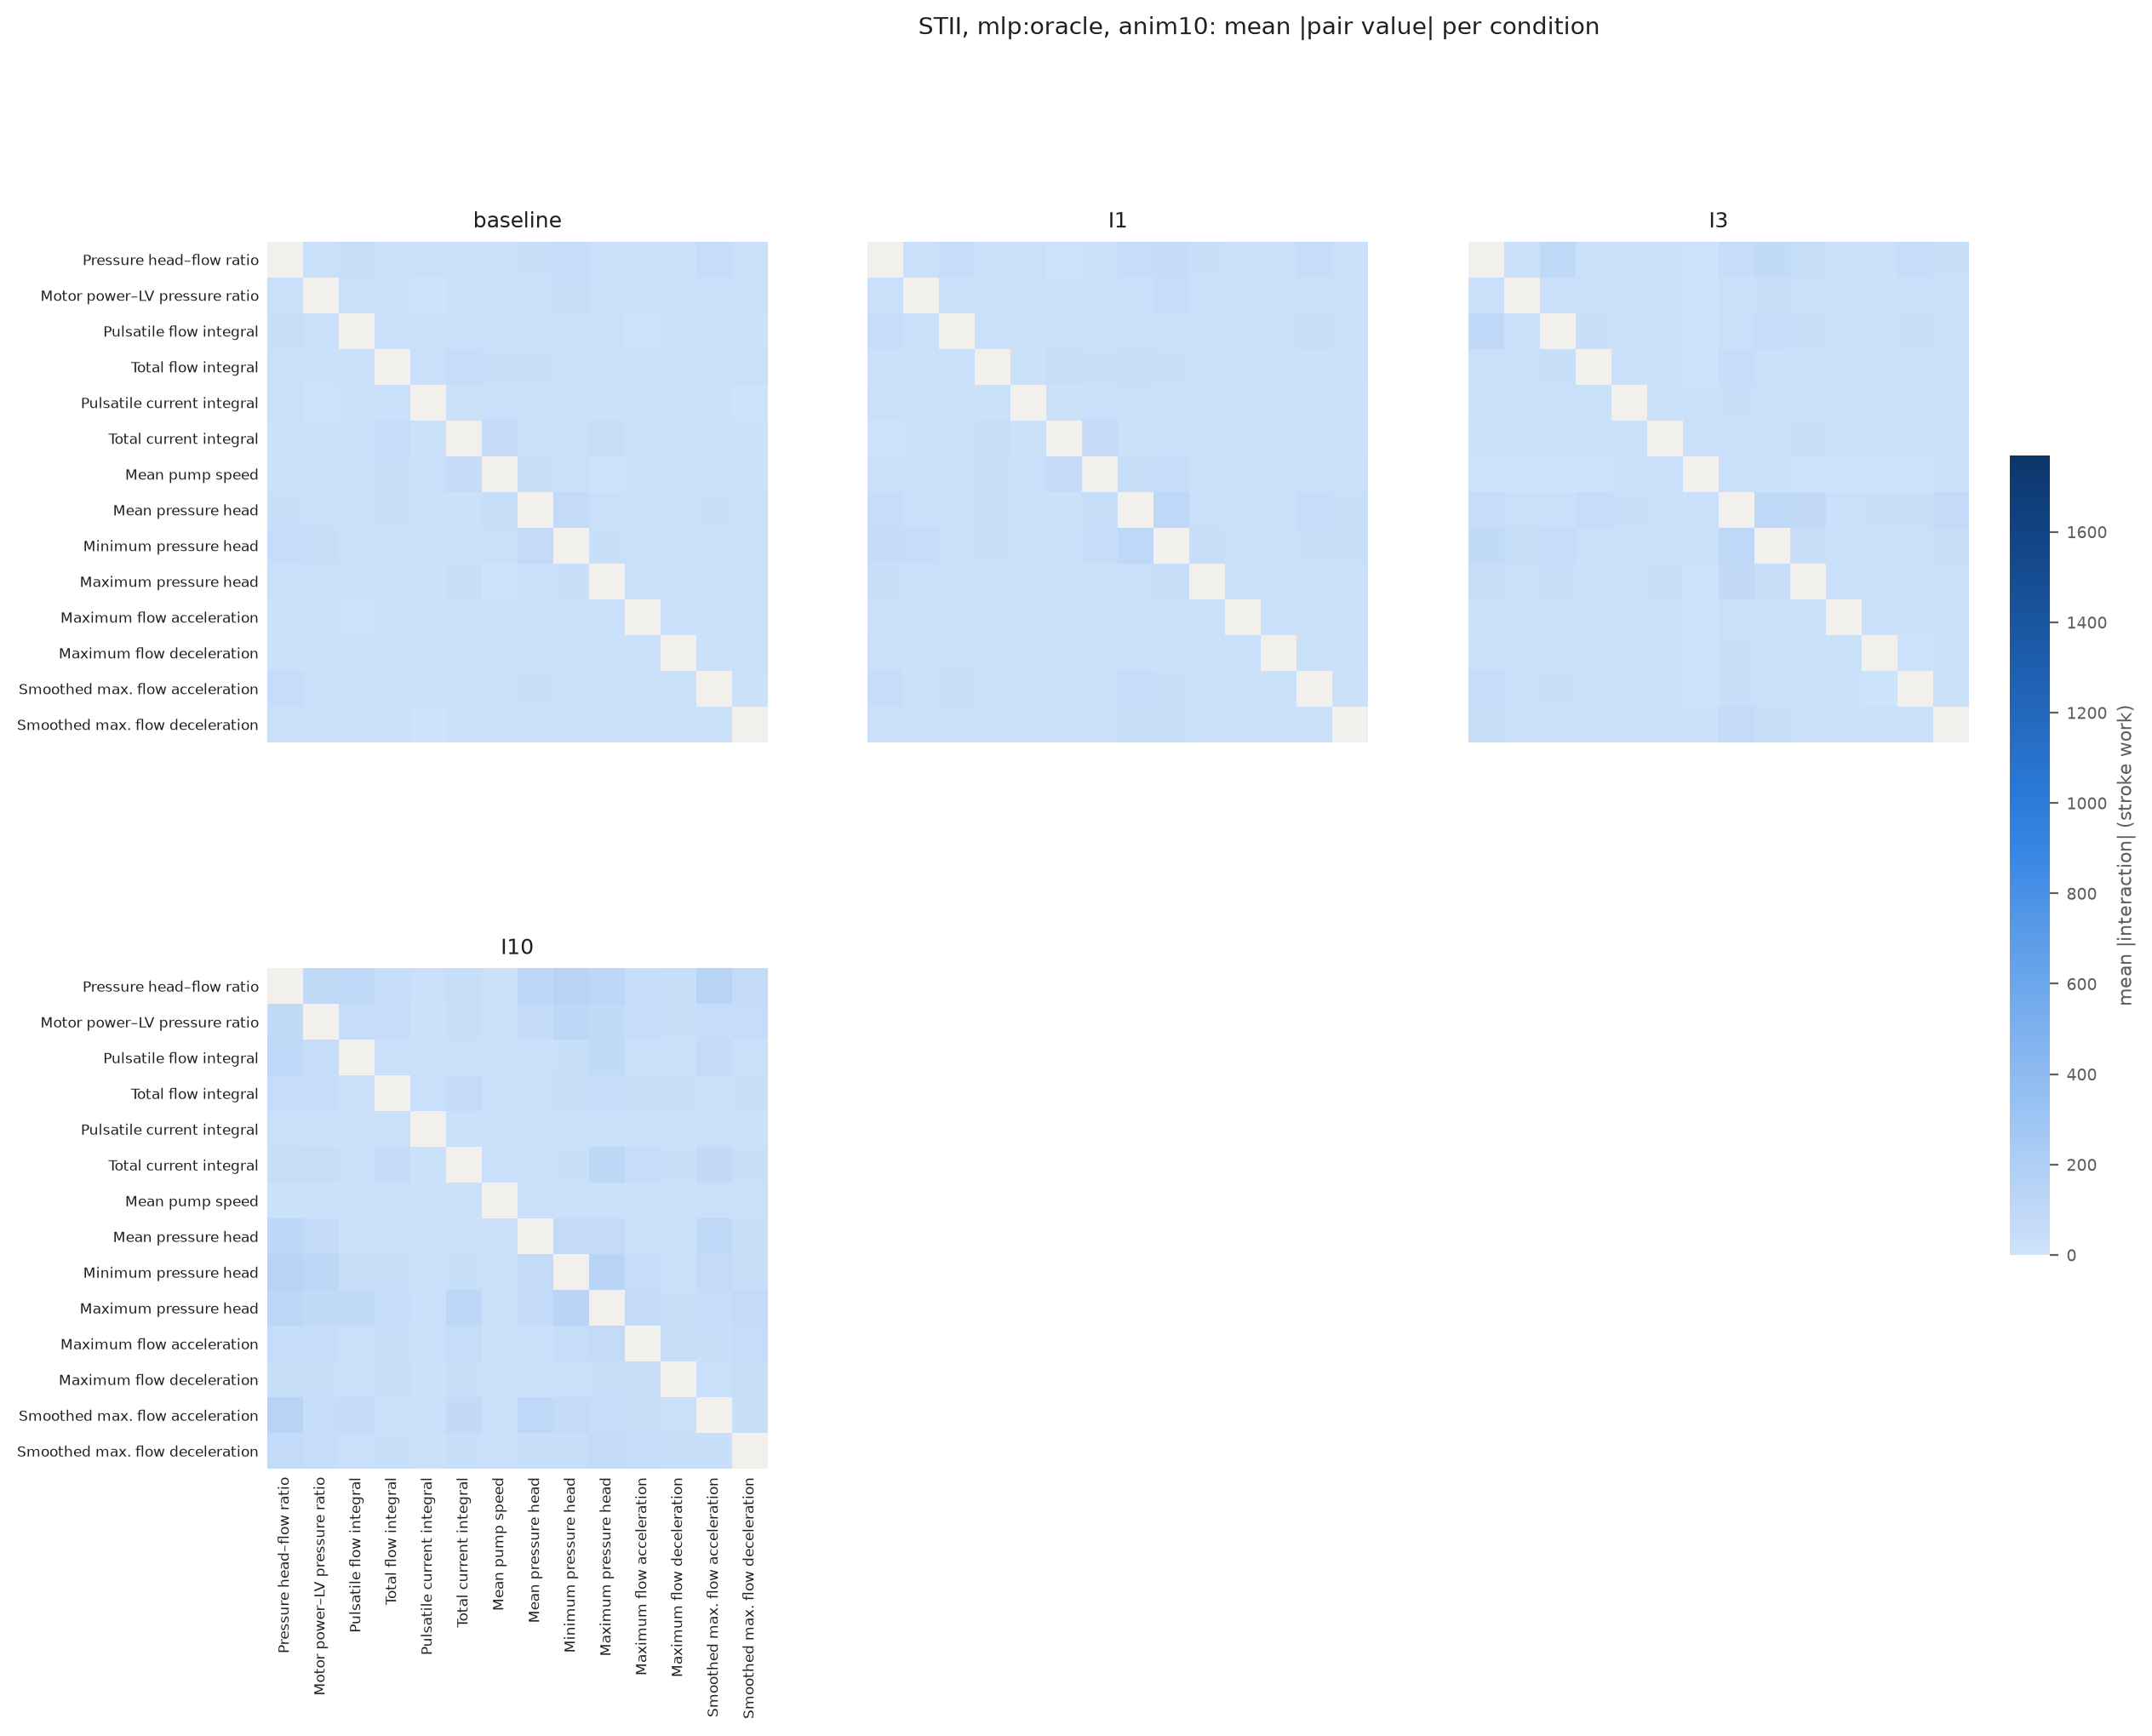 STII, mlp:oracle, anim10: mean |pair value| per condition
baseline
I1
I3
Pressure head–flow ratio
Motor power–LV pressure ratio
Pulsatile flow integral
Total flow integral
Pulsatile current integral
Total current integral
Mean pump speed
Mean pressure head
Minimum pressure head
Maximum pressure head
Maximum flow acceleration
Maximum flow deceleration
Smoothed max. flow acceleration
Smoothed max. flow deceleration
I10
Pressure head–flow ratio
Motor power–LV pressure ratio
Pulsatile flow integral
Total flow integral
Pulsatile current integral
Total current integral
Mean pump speed
Mean pressure head
Minimum pressure head
Maximum pressure head
Maximum flow acceleration
Maximum flow deceleration
Smoothed max. flow acceleration
Smoothed max. flow deceleration
Pressure head–flow ratio
Motor power–LV pressure ratio
Pulsatile flow integral
Total flow integral
Pulsatile current integral
Total current integral
Mean pump speed
Mean pressure head
Minimum pressure head
Maximum pressure head
Maximum flow acceleration
Maximum flow deceleration
Smoothed max. flow acceleration
Smoothed max. flow deceleration
1600
1400
1200
1000
800
600
400
200
0
mean |interaction| (stroke work)